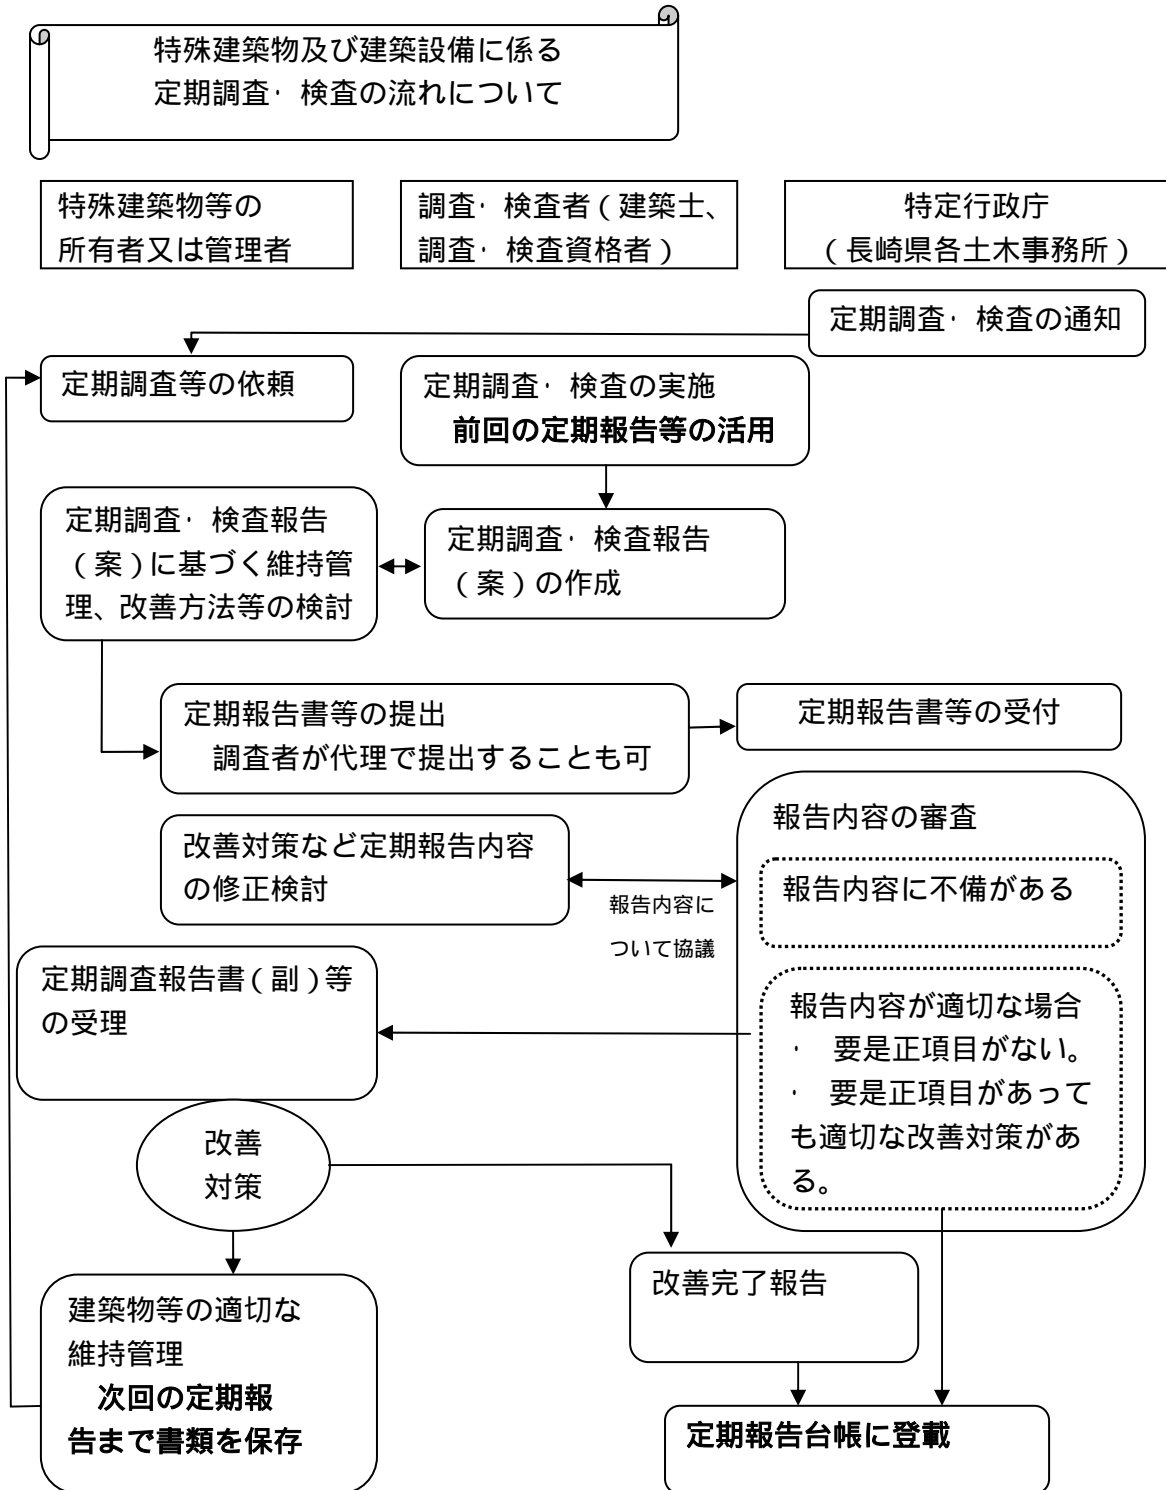 特殊建築物及び建築設備に係る
定期調査・検査の流れについて
特殊建築物等の
所有者又は管理者
調査・検査者(建築士、
調査・検査資格者)
特定行政庁
(長崎県各土木事務所)
定期調査・検査の通知
定期調査等の依頼
定期調査・検査の実施
前回の定期報告等の活用
定期調査・検査報告
(案)に基づく維持管
理、改善方法等の検討
定期調査・検査報告
(案)の作成
定期報告書等の提出
調査者が代理で提出することも可
定期報告書等の受付
報告内容の審査
改善対策など定期報告内容
の修正検討
報告内容に
ついて協議
報告内容に不備がある
定期調査報告書(副)等
の受理
報告内容が適切な場合
・ 要是正項目がない。
・ 要是正項目があって
も適切な改善対策があ
る。
改善
対策
改善完了報告
建築物等の適切な
維持管理
次回の定期報
告まで書類を保存
定期報告台帳に登載